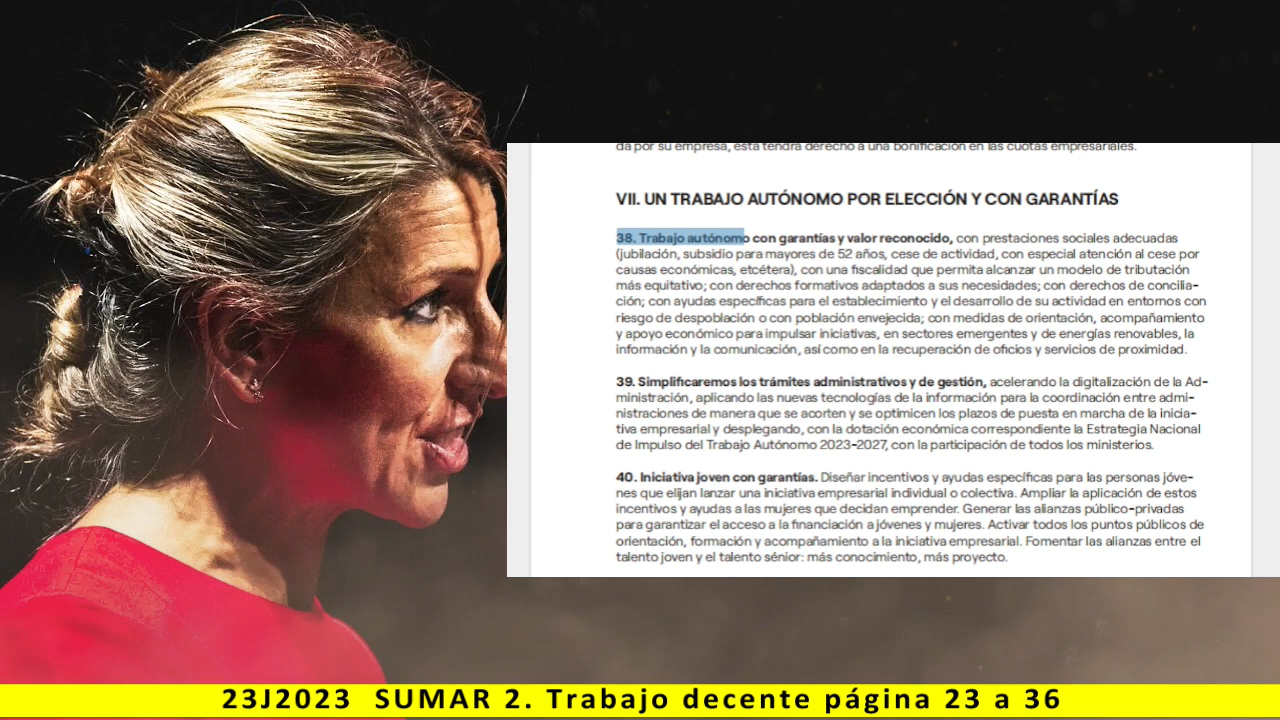 da por su empresa, esta tendrá derecho a una bonificación en las cuotas empresariales.
VII. UN TRABAJO AUTÓNOMO POR ELECCIÓN Y CON GARANTÍAS
38. Trabajo autónomo con garantías y valor reconocido, con prestaciones sociales adecuadas
(jubilación, subsidio para mayores de 52 años, cese de actividad, con especial atención al cese por
causas económicas, etcétera), con una fiscalidad que permita alcanzar un modelo de tributación
más equitativo; con derechos formativos adaptados a sus necesidades; con derechos de concilia-
ción; con ayudas específicas para el establecimiento y el desarrollo de su actividad en entornos con
riesgo de despoblación o con población envejecida; con medidas de orientación, acompañamiento
y apoyo económico para impulsar iniciativas, en sectores emergentes y de energías renovables, la
información y la comunicación, así como en la recuperación de oficios y servicios de proximidad.
39. Simplificaremos los trámites administrativos y de gestión, acelerando la digitalización de la Ad-
ministración, aplicando las nuevas tecnologías de la información para la coordinación entre admi-
nistraciones de manera que se acorten y se optimicen los plazos de puesta en marcha de la inicia-
tiva empresarial y desplegando, con la dotación económica correspondiente la Estrategia Nacional
de Impulso del Trabajo Autónomo 2023-2027, con la participación de todos los ministerios.
40. Iniciativa joven con garantías. Diseñar incentivos y ayudas específicas para las personas jóve-
nes que elijan lanzar una iniciativa empresarial individual o colectiva. Ampliar la aplicación de estos
incentivos y ayudas a las mujeres que decidan emprender. Generar las alianzas público-privadas
para garantizar el acceso a la financiación a jóvenes y mujeres. Activar todos los puntos públicos de
orientación, formación y acompañamiento a la iniciativa empresarial. Fomentar las alianzas entre el
talento joven y el talento sénior: más conocimiento, más proyecto.
23J2023 SUMAR 2. Trabajo decente página 23 a 36